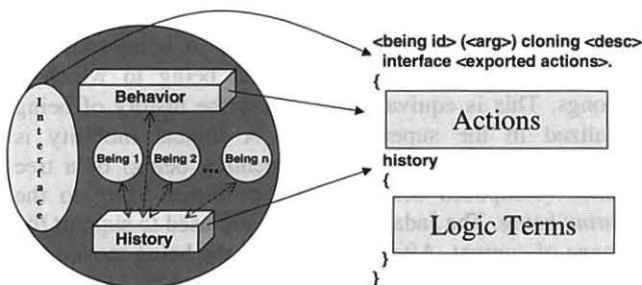 Interface
Behavior
Being 1
Being 2
...
Being n
History
<being id> (<arg>) cloning <desc>
interface <exported actions>.
{
Actions
history
{
Logic Terms
}
}